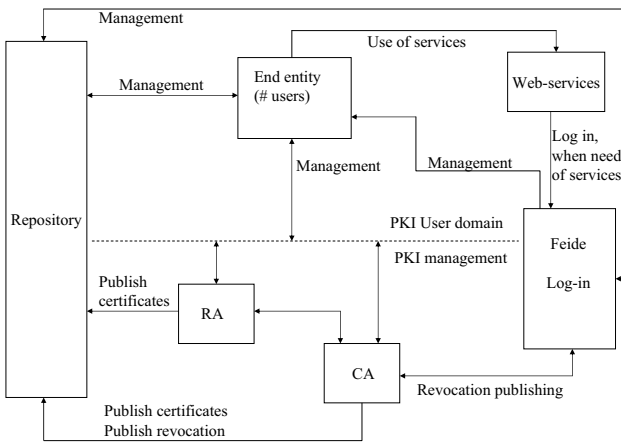 Management
Use of services
End entity
(# users)
Web-services
Management
Log in,
when need
of services
Management
Management
Repository
PKI User domain
Feide
Log-in
PKI management
Publish
certificates
RA
CA
Revocation publishing
Publish certificates
Publish revocation